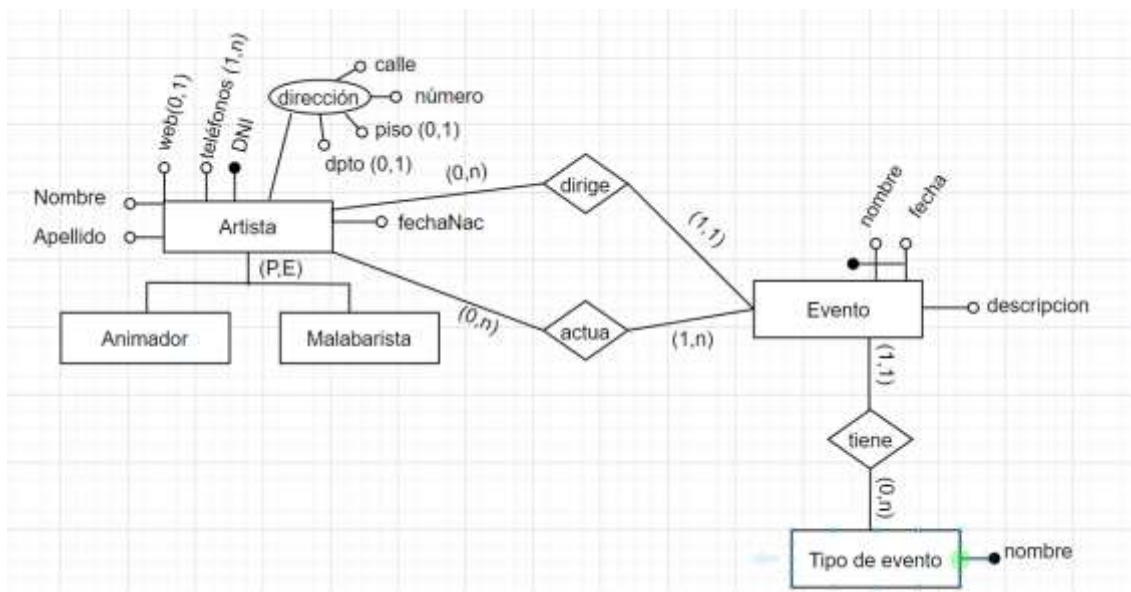 calle
dirección
número
piso (0,1)
dpto (0,1)
web(0,1)
teléfonos (1,n)
DNI
Nombre
Apellido
Artista
fechaNac
(0,n)
dirige
(1,1)
(P,E)
Animador
Malabarista
(0,n)
actua
(1,n)
nombre
fecha
Evento
descripcion
(1,1)
tiene
(0,n)
Tipo de evento
nombre